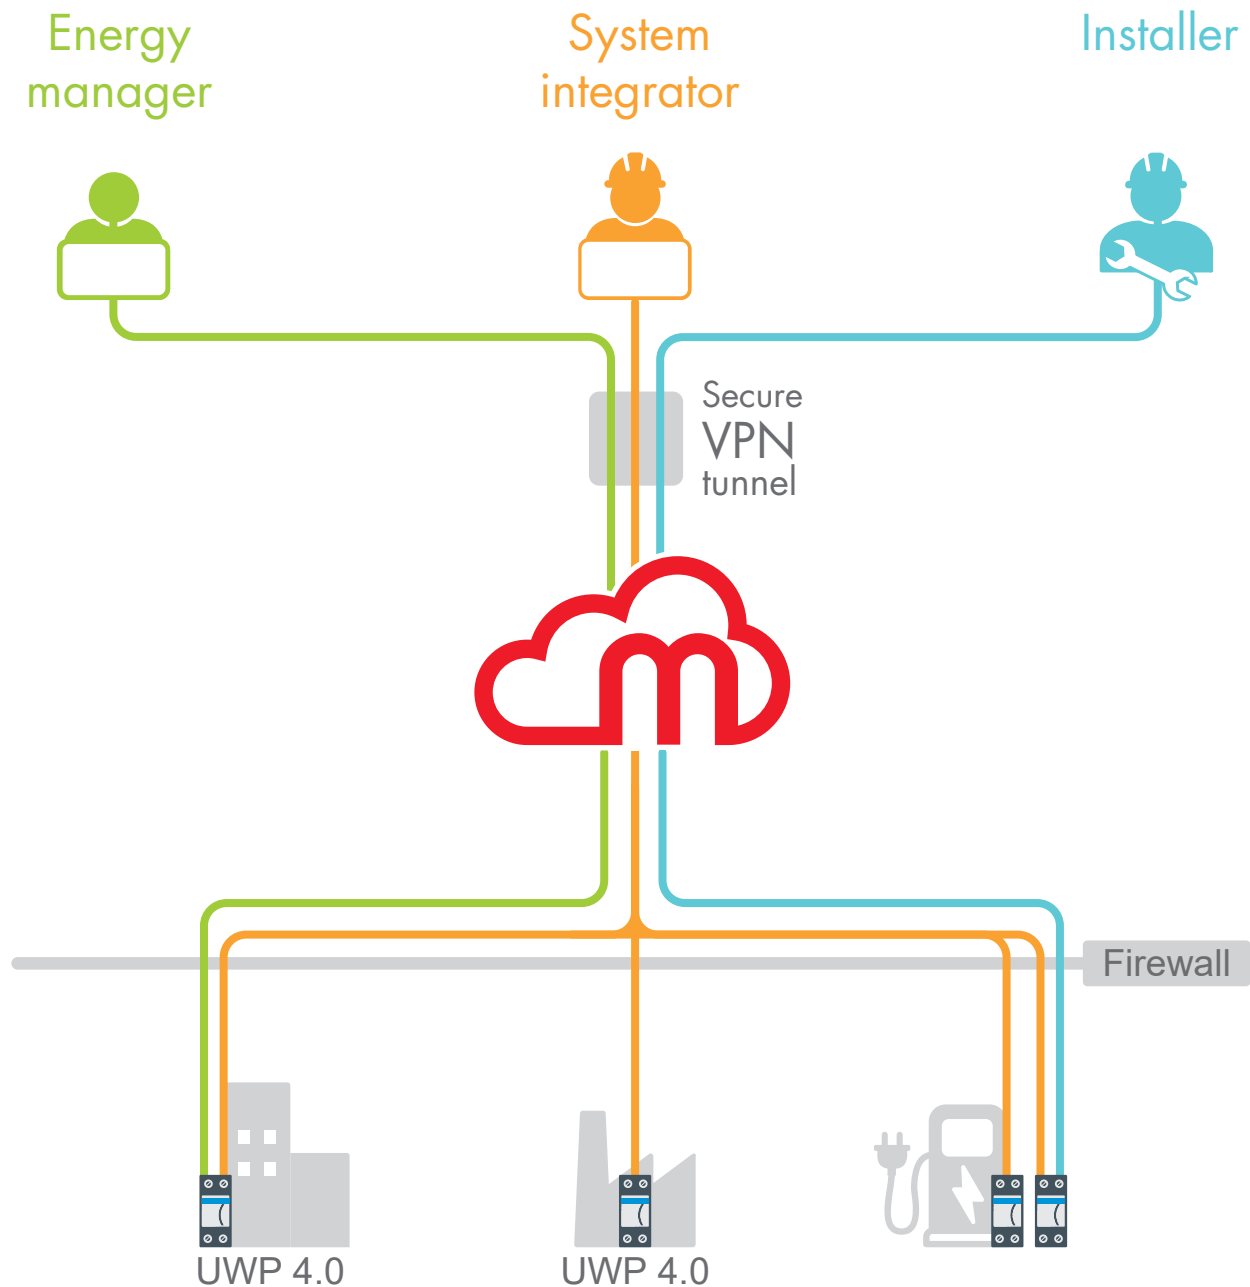 Energy
manager
System
integrator
Installer
Secure
VPN
tunnel
m
Firewall
UWP 4.0
UWP 4.0